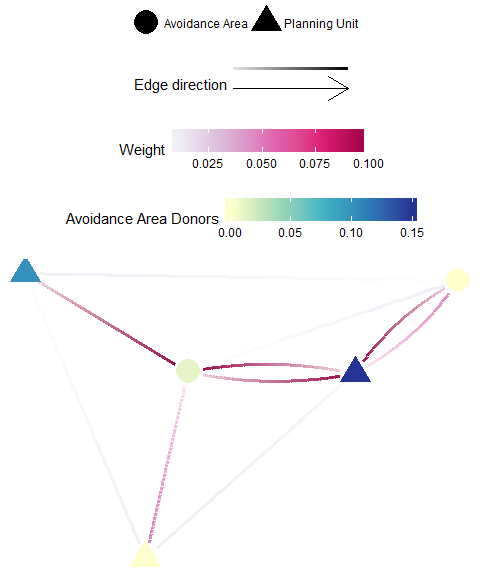 Avoidance Area Planning Unit
Edge direction
Weight
0.025 0.050 0.075 0.100
Avoidance Area Donors
0.00 0.05 0.10 0.15